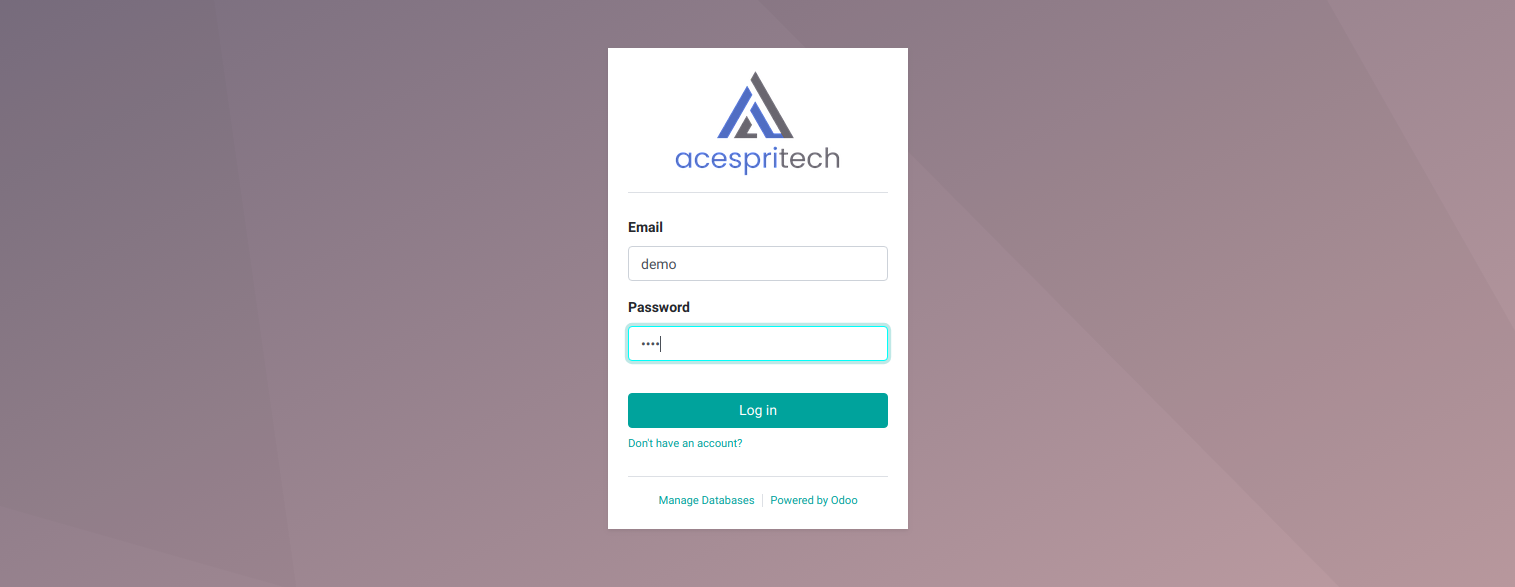 acespritech
Email
demo
Password
••••
Log in
Don't have an account?
Manage Databases | Powered by Odoo